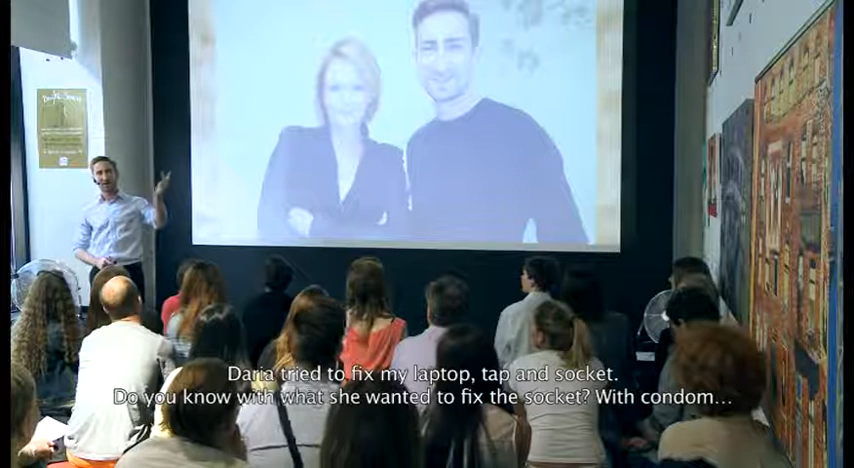 Daria tried to fix my laptop, tap and socket.
Do you know with what she wanted to fix the socket? With condom...